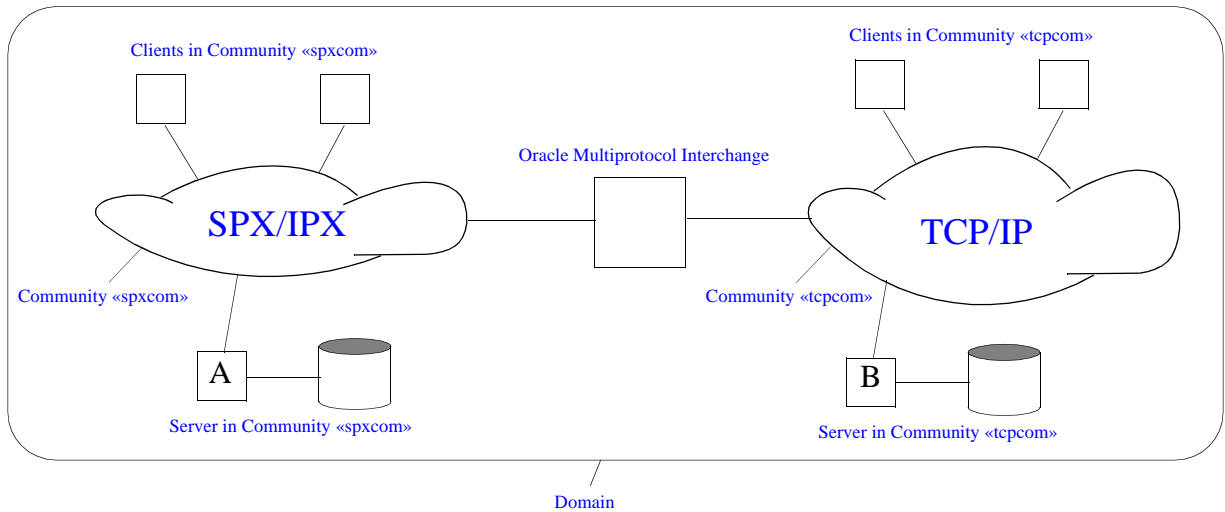 Clients in Community «spxcom»
Clients in Community «tcpcom»
Oracle Multiprotocol Interchange
SPX/IPX
TCP/IP
Community «spxcom»
Community «tcpcom»
A
B
Server in Community «spxcom»
Server in Community «tcpcom»
Domain